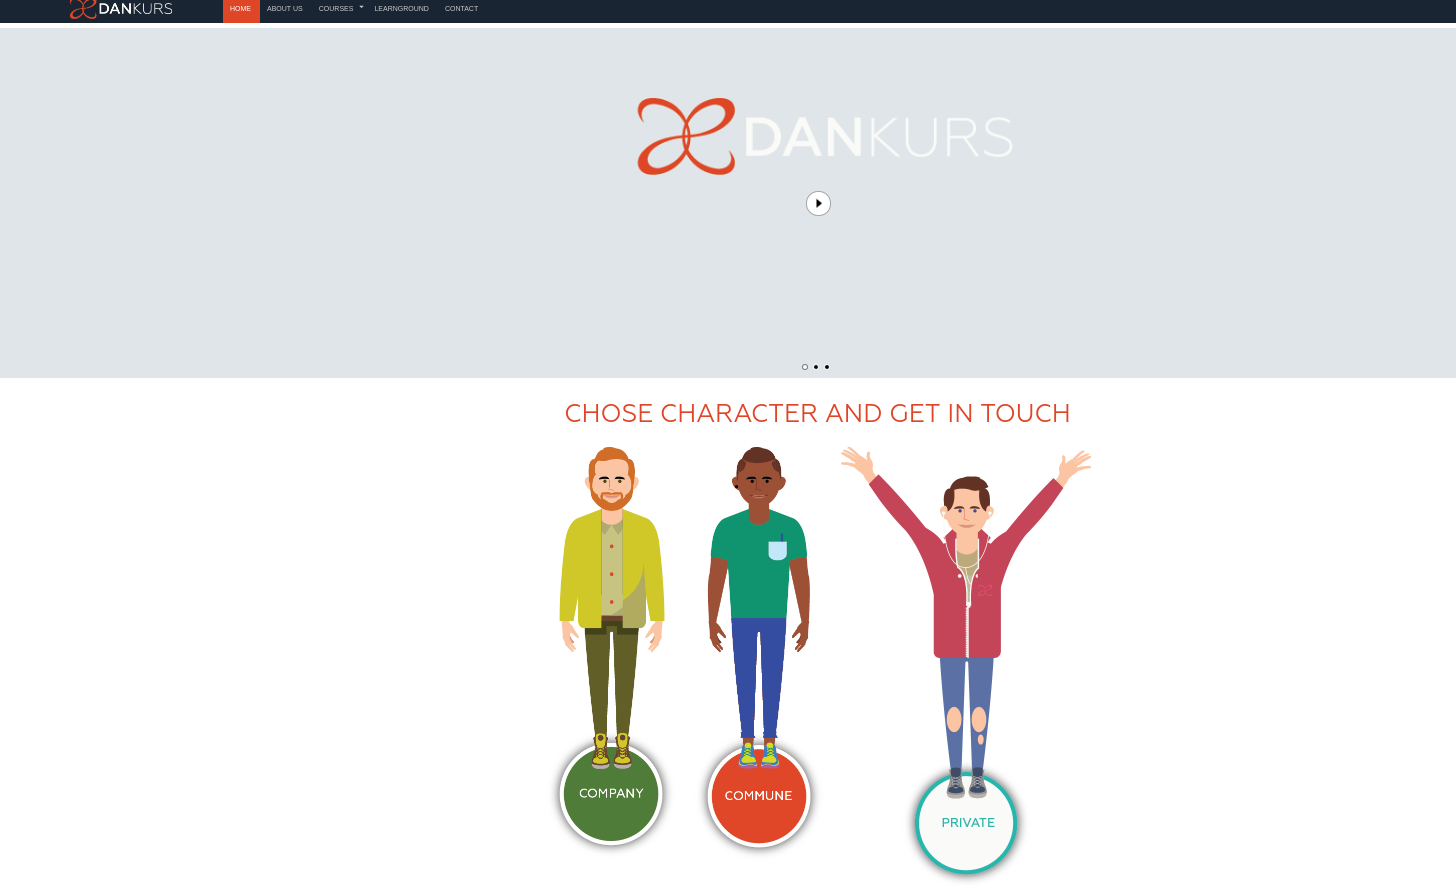 DANKURS HOME ABOUT US COURSES LEARNGROUND CONTACT
DANKURS
CHOSE CHARACTER AND GET IN TOUCH
COMPANY
COMMUNE
PRIVATE